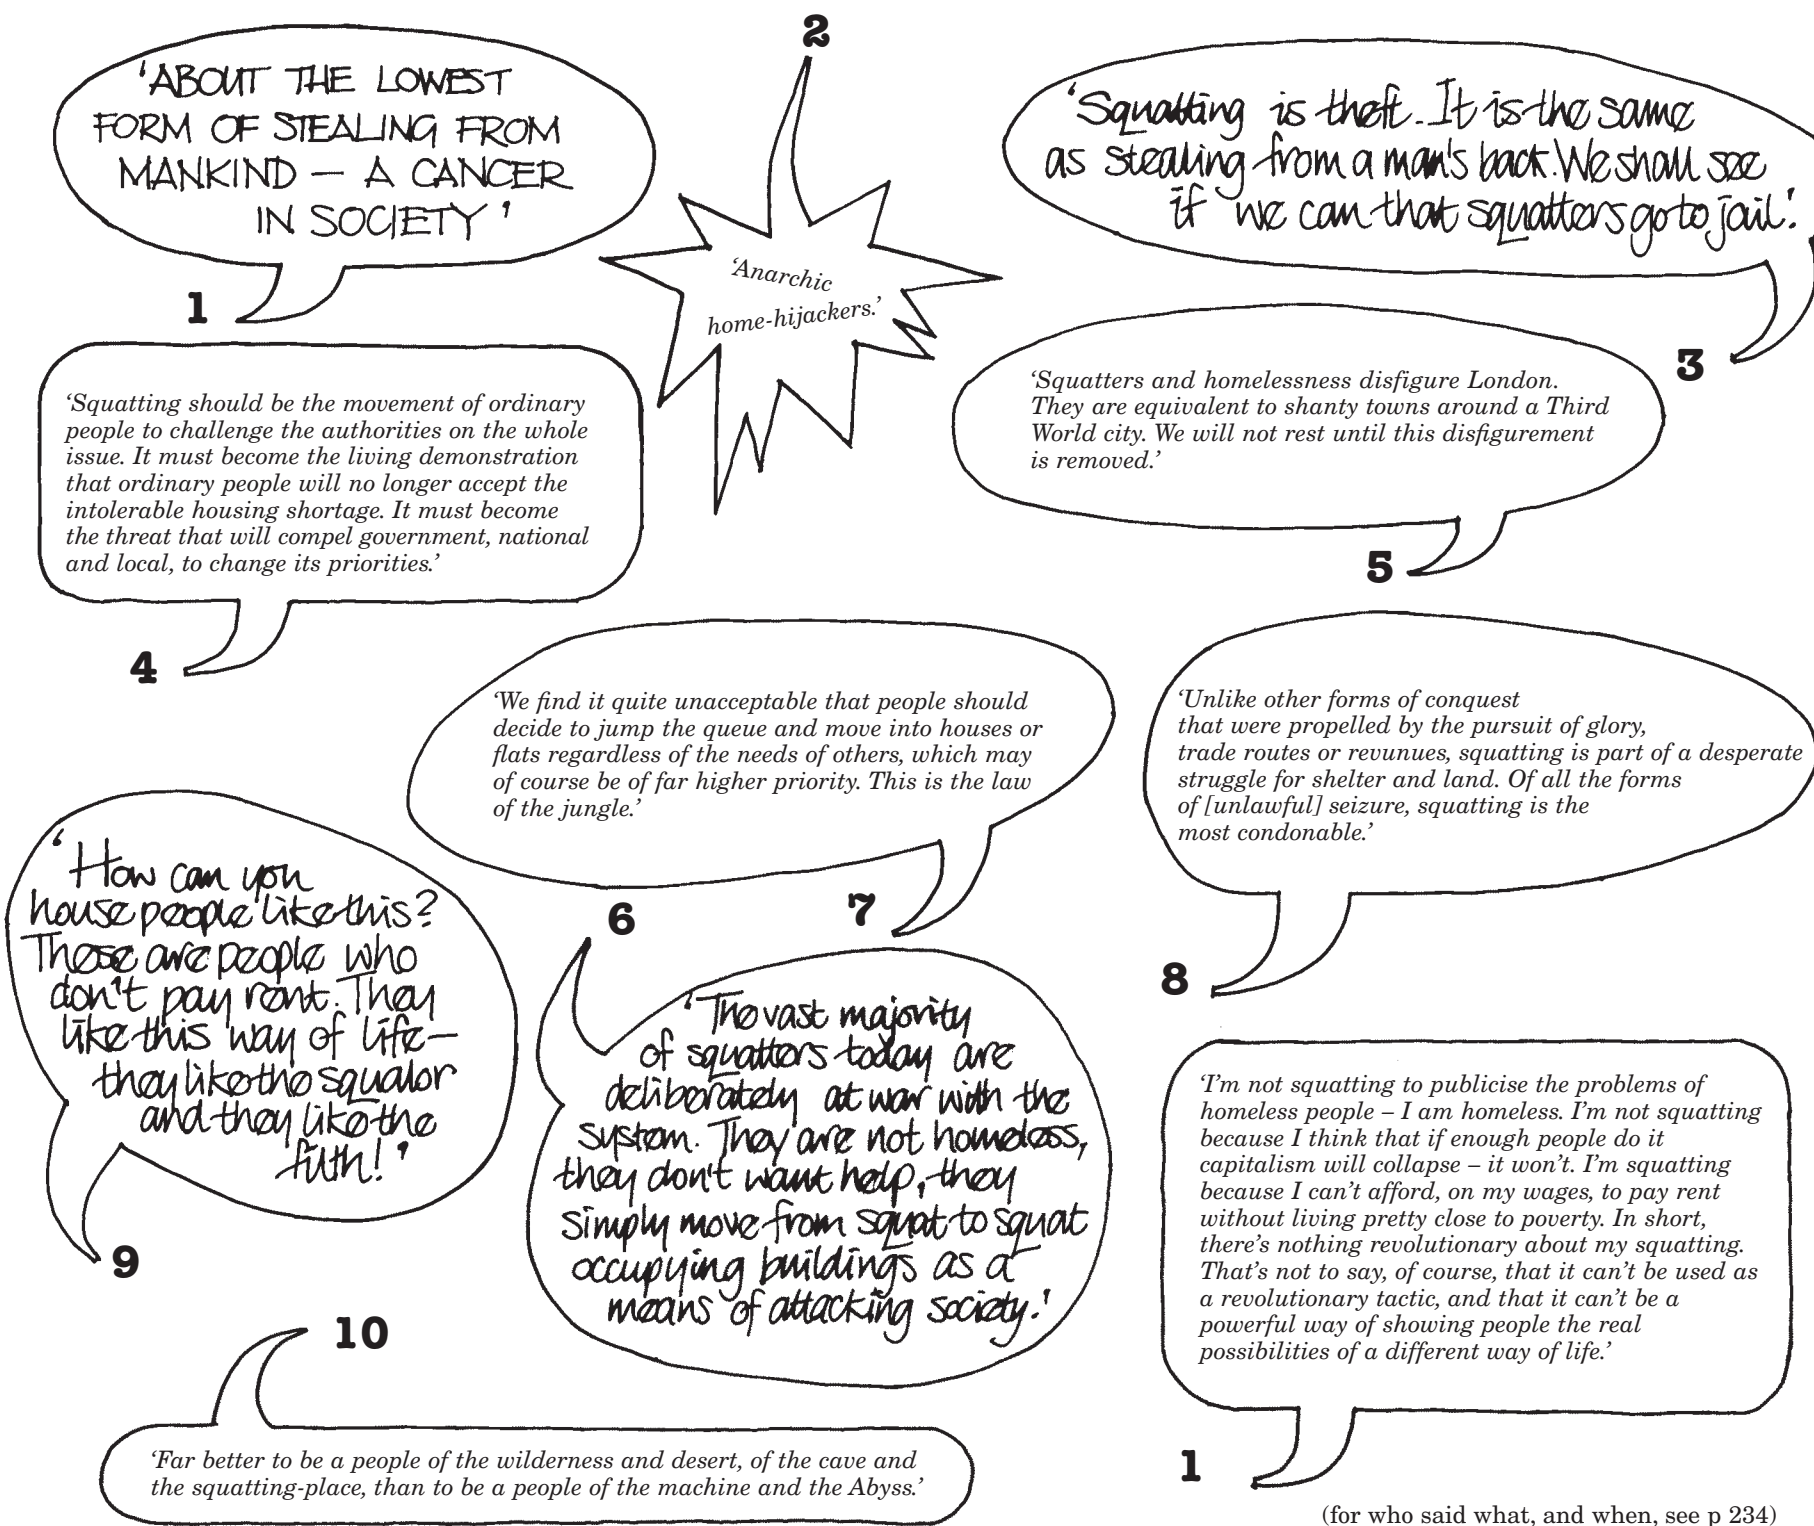 ‘ABOUT THE LOWEST
FORM OF STEALING FROM
MANKIND – A CANCER
IN SOCIETY’
1
2
‘Anarchic
home-hijackers.’
‘Squatting is theft. It is the same
as stealing from a man's back. We shall see
if we can that squatters go to jail.’
3
‘Squatting should be the movement of ordinary
people to challenge the authorities on the whole
issue. It must become the living demonstration
that ordinary people will no longer accept the
intolerable housing shortage. It must become
the threat that will compel government, national
and local, to change its priorities.’
4
‘Squatters and homelessness disfigure London.
They are equivalent to shanty towns around a Third
World city. We will not rest until this disfigurement
is removed.’
5
‘We find it quite unacceptable that people should
decide to jump the queue and move into houses or
flats regardless of the needs of others, which may
of course be of far higher priority. This is the law
of the jungle.’
7
6
‘The vast majority
of squatters today are
deliberately at war with the
system. They are not homeless,
they don't want help, they
simply move from squat to squat
occupying buildings as a
means of attacking society.’
‘Unlike other forms of conquest
that were propelled by the pursuit of glory,
trade routes or revunues, squatting is part of a desperate
struggle for shelter and land. Of all the forms
of [unlawful] seizure, squatting is the
most condonable.’
8
‘How can you
house people like this?
These are people who
don't pay rent. They
like this way of life–
they like the squalor
and they like the
filth!’
9
10
‘Far better to be a people of the wilderness and desert, of the cave and
the squatting-place, than to be a people of the machine and the Abyss.’
‘I’m not squatting to publicise the problems of
homeless people – I am homeless. I’m not squatting
because I think that if enough people do it
capitalism will collapse – it won’t. I’m squatting
because I can’t afford, on my wages, to pay rent
without living pretty close to poverty. In short,
there’s nothing revolutionary about my squatting.
That’s not to say, of course, that it can’t be used as
a revolutionary tactic, and that it can’t be a
powerful way of showing people the real
possibilities of a different way of life.’
1
(for who said what, and when, see p 234)